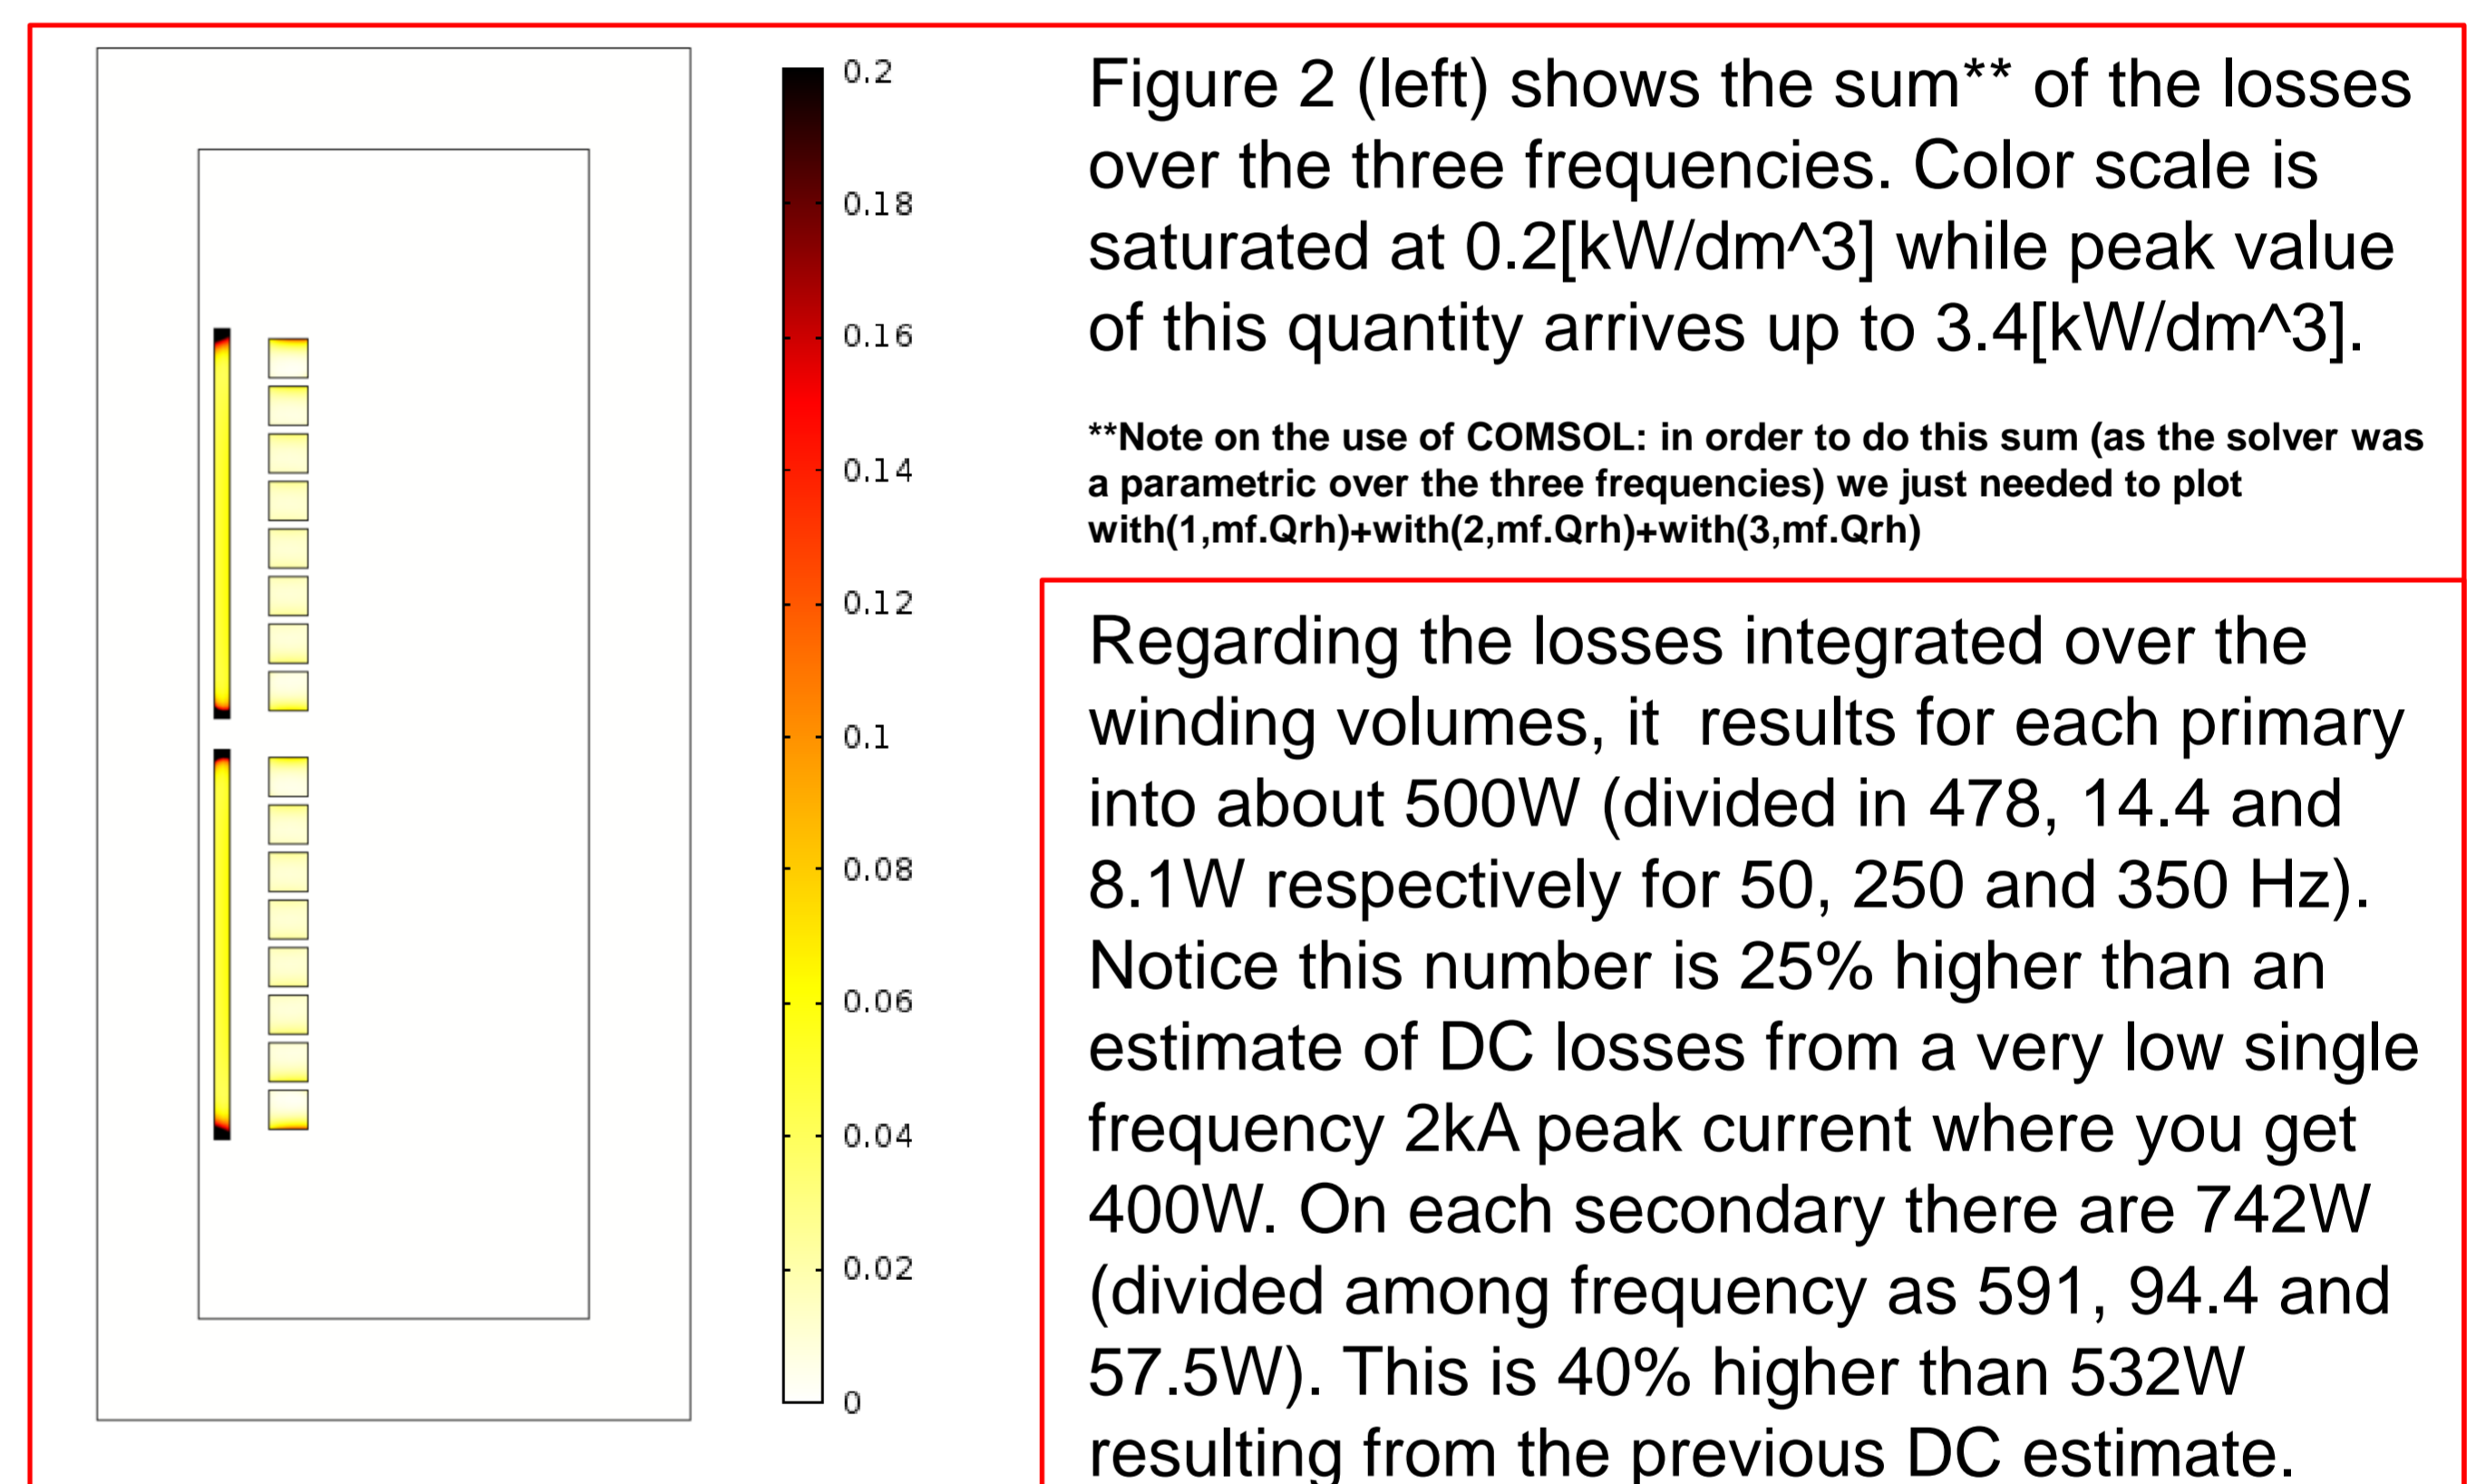 0.2
0.18
0.16
0.14
0.12
0.1
0.08
0.06
0.04
0.02
0
Figure 2 (left) shows the sum** of the losses
over the three frequencies. Color scale is
saturated at 0.2[kW/dm^3] while peak value
of this quantity arrives up to 3.4[kW/dm^3].
**Note on the use of COMSOL: in order to do this sum (as the solver was
a parametric over the three frequencies) we just needed to plot
with(1,mf.Qrh)+with(2,mf.Qrh)+with(3,mf.Qrh)
Regarding the losses integrated over the
winding volumes, it  results for each primary
into about 500W (divided in 478, 14.4 and
8.1W respectively for 50, 250 and 350 Hz).
Notice this number is 25% higher than an
estimate of DC losses from a very low single
frequency 2kA peak current where you get
400W. On each secondary there are 742W
(divided among frequency as 591, 94.4 and
57.5W). This is 40% higher than 532W
resulting from the previous DC estimate.